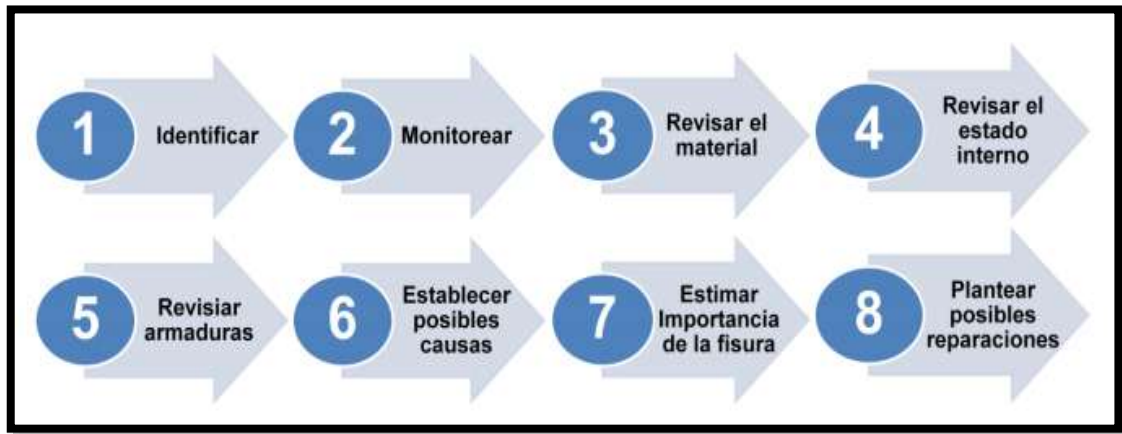 1 Identificar
2 Monitorear
3 Revisar el
material
4 Revisar el
estado
interno
5 Revisiar
armaduras
6 Establecer
posibles
causas
7 Estimar
Importancia
de la fisura
8 Plantear
posibles
reparaciones